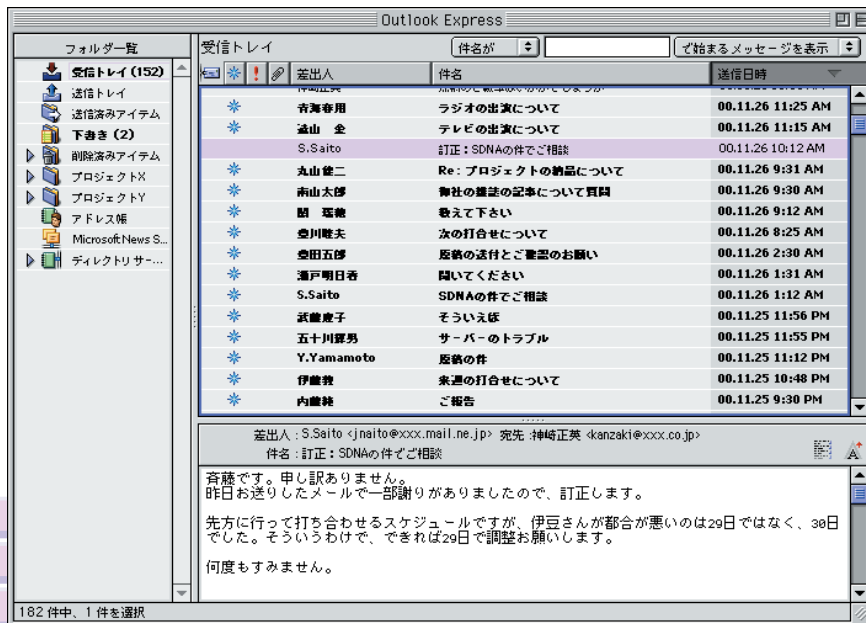 Outlook Express
フォルダ一覧
受信トレイ (152)
送信トレイ
送信済みアイテム
下書き (2)
削除済みアイテム
プロジェクトX
プロジェクトY
アドレス帳
Microsoft News S...
ディレクトリ サー...
受信トレイ 件名が で始まるメッセージを表示
差出人 件名 送信日時
青海春用 ラジオの出演について 00.11.26 11:25 AM
遠山 全 テレビの出演について 00.11.26 11:15 AM
S.Saito 訂正：SDNAの件でご相談 00.11.26 10:12 AM
丸山健二 Re: プロジェクトの納品について 00.11.26 9:31 AM
南山太郎 御社の雑誌の記事について質問 00.11.26 9:30 AM
関 教えて下さい 00.11.26 9:12 AM
豊川睦夫 次の打合せについて 00.11.26 8:25 AM
豊田五郎 原稿の送付とご確認のお願い 00.11.26 2:30 AM
瀬戸明日香 聞いてください 00.11.26 1:31 AM
S.Saito SDNAの件でご相談 00.11.26 1:12 AM
武藤慶子 そういえば 00.11.25 11:56 PM
五十川輝男 サーバーのトラブル 00.11.25 11:55 PM
Y.Yamamoto 原稿の件 00.11.25 11:12 PM
伊藤 来週の打合せについて 00.11.25 10:48 PM
内藤 ご報告 00.11.25 9:30 PM
差出人：S.Saito <jnaito@xxx.mail.ne.jp> 宛先：神崎正英 <kanzaki@xxx.co.jp>
件名：訂正：SDNAの件でご相談
斉藤です。申し訳ありません。
昨日お送りしたメールで一部謝りがありましたので、訂正します。
先方に行って打ち合わせるスケジュールですが、伊豆さんが都合が悪いのは29日ではなく、30日
でした。そういうわけで、できれば29日で調整お願いします。
何度もすみません。
182 件中、1 件を選択